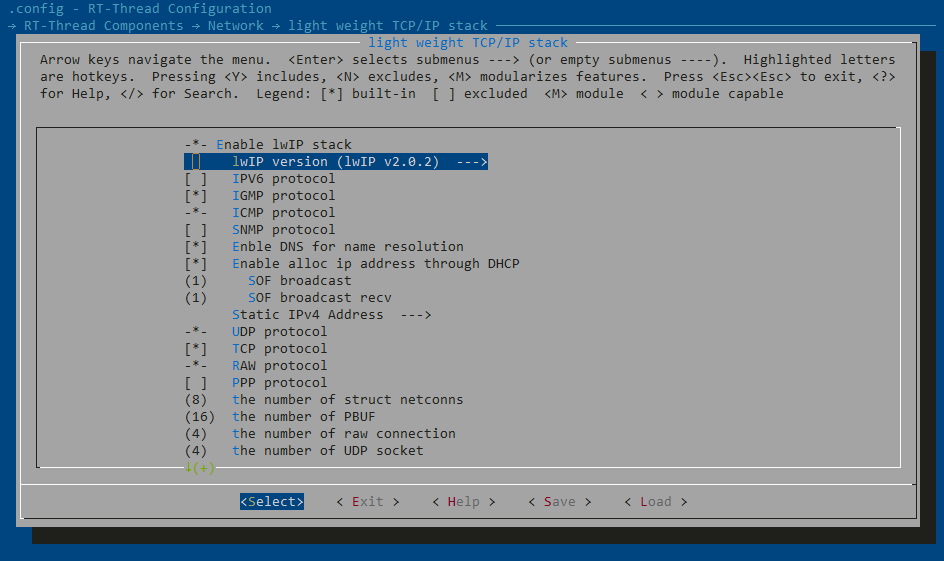 .config - RT-Thread Configuration
→ RT-Thread Components → Network → light weight TCP/IP stack
light weight TCP/IP stack
Arrow keys navigate the menu.  <Enter> selects submenus ---> (or empty submenus ----).  Highlighted letters
are hotkeys.  Pressing <Y> includes, <N> excludes, <M> modularizes features.  Press <Esc><Esc> to exit, <?>
for Help, </> for Search.  Legend: [*] built-in  [ ] excluded  <M> module  < > module capable
-*- Enable lwIP stack
[ ]   lwIP version (lwIP v2.0.2)  --->
[ ]   IPV6 protocol
[*]   IGMP protocol
-*-   ICMP protocol
[ ]   SNMP protocol
[*]   Enble DNS for name resolution
[*]   Enable alloc ip address through DHCP
(1)     SOF broadcast
(1)     SOF broadcast recv
Static IPv4 Address  --->
-*-   UDP protocol
[*]   TCP protocol
-*-   RAW protocol
[ ]   PPP protocol
(8)   the number of struct netconns
(16)  the number of PBUF
(4)   the number of raw connection
(4)   the number of UDP socket
↓(+)
<Select>    < Exit >    < Help >    < Save >    < Load >